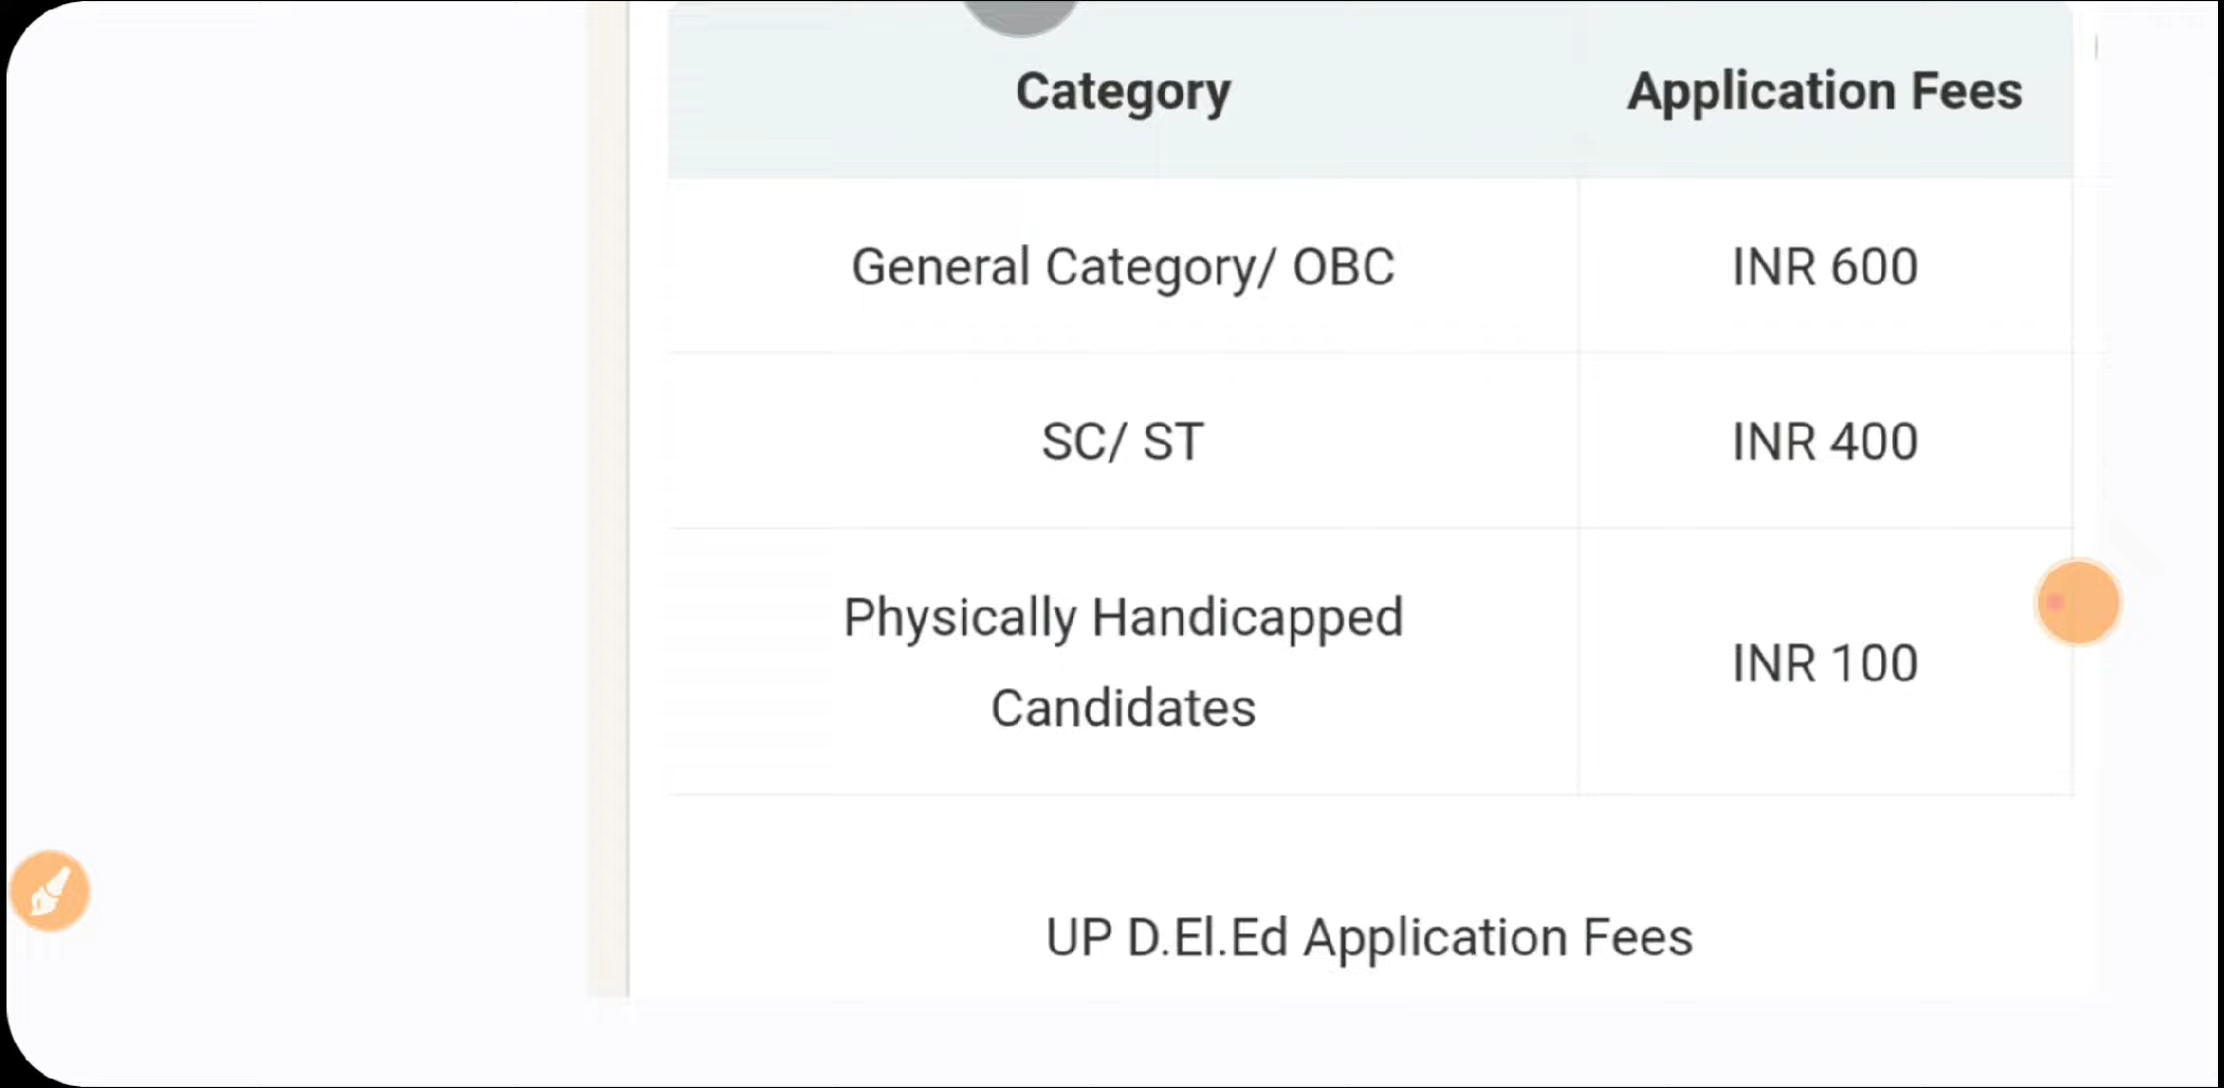 Category Application Fees
General Category/ OBC INR 600
SC/ ST INR 400
Physically Handicapped
Candidates
INR 100
UP D.El.Ed Application Fees